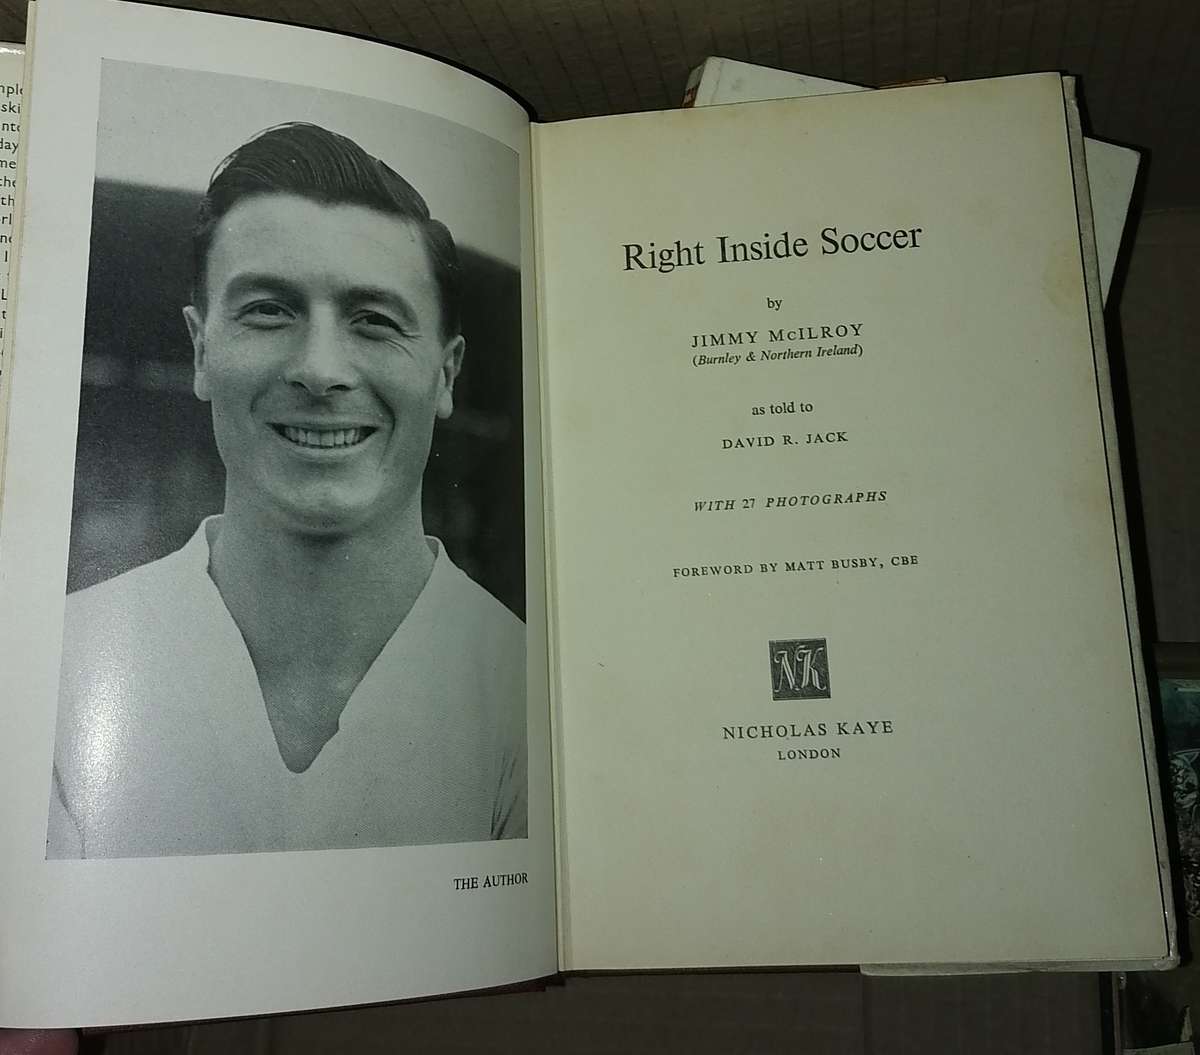 THE AUTHOR
Right Inside Soccer
by
JIMMY McILROY
(Burnley & Northern Ireland)
as told to
DAVID R. JACK
WITH 27 PHOTOGRAPHS
FOREWORD BY MATT BUSBY, CBE
NK
NICHOLAS KAYE
LONDON